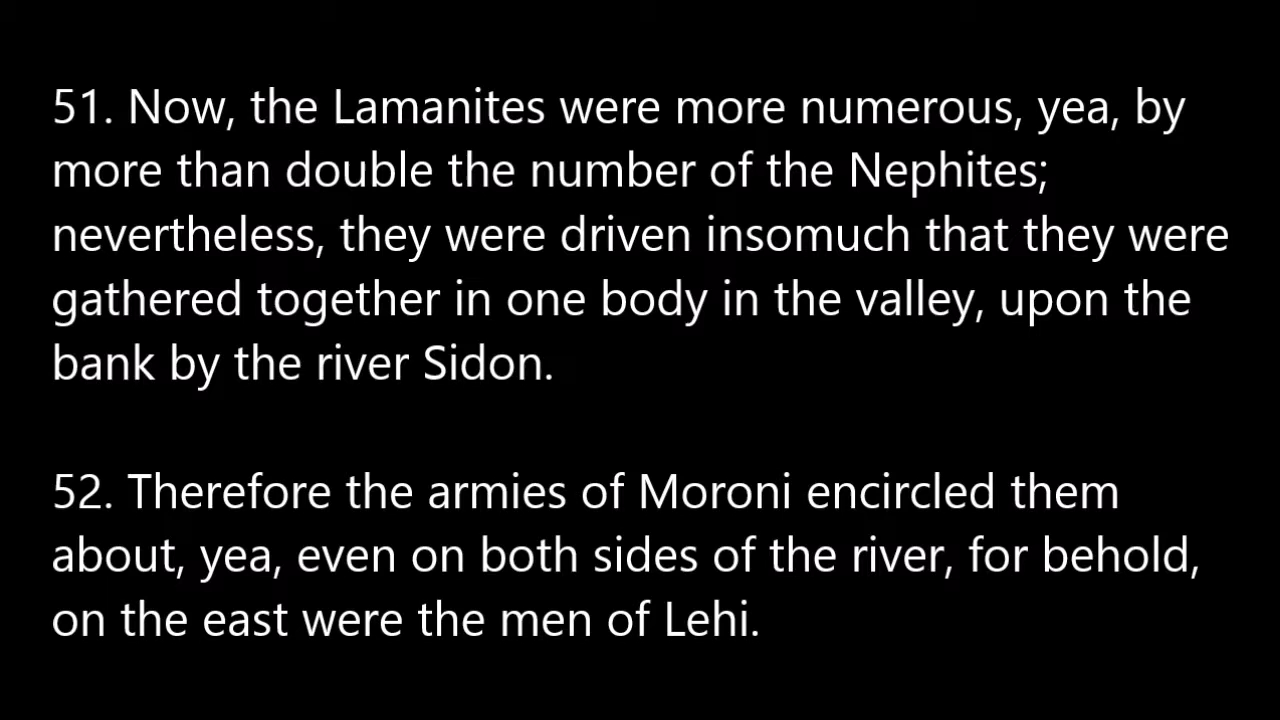 51. Now, the Lamanites were more numerous, yea, by
more than double the number of the Nephites;
nevertheless, they were driven insomuch that they were
gathered together in one body in the valley, upon the
bank by the river Sidon.
52. Therefore the armies of Moroni encircled them
about, yea, even on both sides of the river, for behold,
on the east were the men of Lehi.